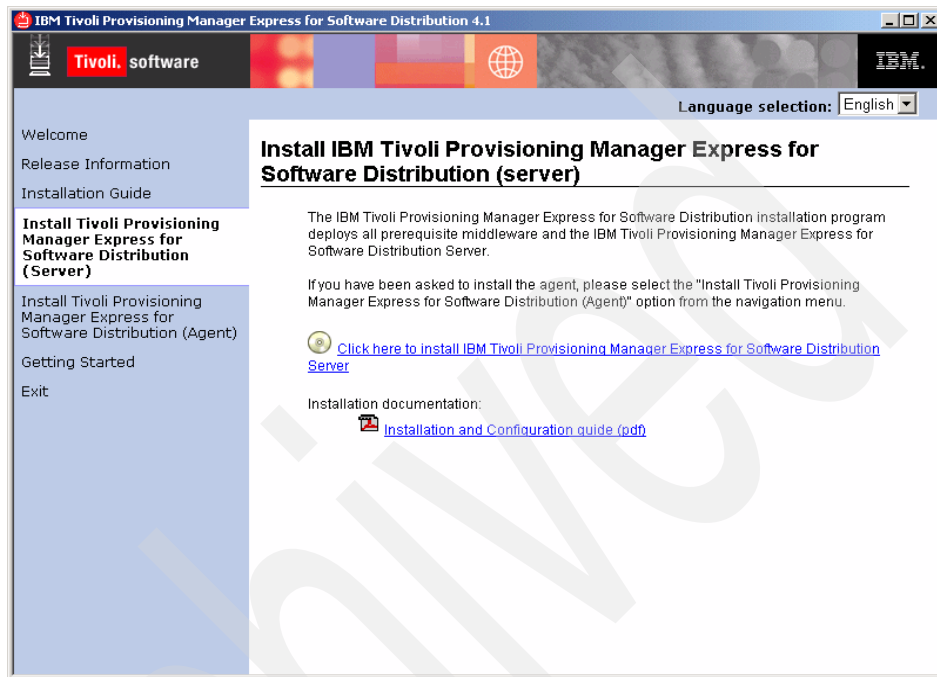 IBM Tivoli Provisioning Manager Express for Software Distribution 4.1
Tivoli. software
IBM.
Language selection: English
Welcome
Release Information
Installation Guide
Install Tivoli Provisioning
Manager Express for
Software Distribution
(Server)
Install Tivoli Provisioning
Manager Express for
Software Distribution (Agent)
Getting Started
Exit
Install IBM Tivoli Provisioning Manager Express for
Software Distribution (server)
The IBM Tivoli Provisioning Manager Express for Software Distribution installation program
deploys all prerequisite middleware and the IBM Tivoli Provisioning Manager Express for
Software Distribution Server.
If you have been asked to install the agent, please select the "Install Tivoli Provisioning
Manager Express for Software Distribution (Agent)" option from the navigation menu.
Click here to install IBM Tivoli Provisioning Manager Express for Software Distribution
Server
Installation documentation:
Installation and Configuration guide (pdf)